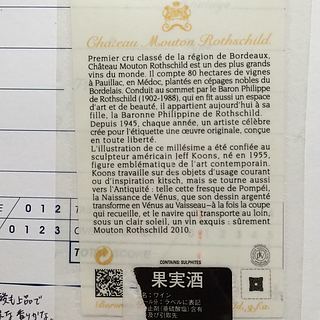 Château Mouton Rothschild
Premier cru classé de la région de Bordeaux,
Château Mouton Rothschild est un des plus grands
vins du monde. Il compte 80 hectares de vignes
à Pauillac, en Médoc, plantés en cépages nobles du
Bordelais. Conduit au sommet par le Baron Philippe
de Rothschild (1902-1988), qui en fit aussi un espace
d'art et de beauté, il appartient aujourd'hui à sa
fille, la Baronne Philippine de Rothschild.
Depuis 1945, chaque année, un artiste célèbre
crée pour l'étiquette une œuvre originale, conçue
en toute liberté.
L'illustration de ce millésime a été confiée au
sculpteur américain Jeff Koons, né en 1955,
figure emblématique de l'art contemporain.
Koons travaille sur des objets d'usage courant
ou d'inspiration kitsch, mais se tourne aussi
vers l'Antiquité : telle cette fresque de Pompéi,
la Naissance de Vénus, que son dessin argenté
transforme en Vénus au Vaisseau–à la fois la coupe
qui recueille, et le navire qui transporte au loin,
sous un clair soleil, un vin exquis : sûrement
Mouton Rothschild 2010.
CONTAINS: SULPHITES
果実酒
0 1 2
0 1 2 3